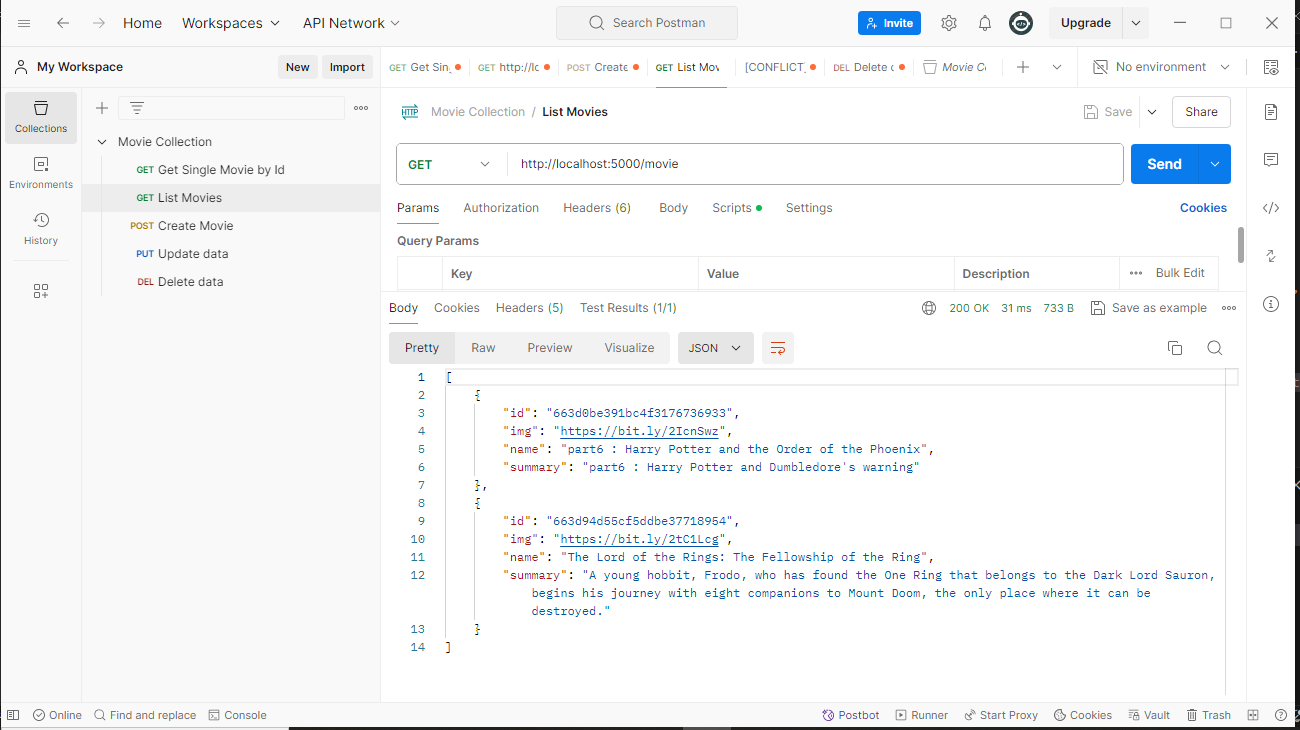 Home Workspaces API Network Search Postman Invite Upgrade
My Workspace New Import
GET Get Sin GET http://lo POST Create GET List Mov [CONFLICT] DEL Delete Movie C No environment
Collections
Environments
History
Movie Collection
GET Get Single Movie by Id
GET List Movies
POST Create Movie
PUT Update data
DEL Delete data
HTTP Movie Collection / List Movies Save Share
GET http://localhost:5000/movie Send
Params Authorization Headers (6) Body Scripts Settings Cookies
Query Params
Key Value Description Bulk Edit
Body Cookies Headers (5) Test Results (1/1) 200 OK 31 ms 733 B Save as example
Pretty Raw Preview Visualize JSON
1 [
2 {
3 "id": "663d0be391bc4f3176736933",
4 "img": "https://bit.ly/2IcnSwz",
5 "name": "part6 : Harry Potter and the Order of the Phoenix",
6 "summary": "part6 : Harry Potter and Dumbledore's warning"
7 },
8 {
9 "id": "663d94d55cf5ddbe37718954",
10 "img": "https://bit.ly/2tC1Lcg",
11 "name": "The Lord of the Rings: The Fellowship of the Ring",
12 "summary": "A young hobbit, Frodo, who has found the One Ring that belongs to the Dark Lord Sauron,
begins his journey with eight companions to Mount Doom, the only place where it can be
destroyed."
13 }
14 ]
Online Find and replace Console Postbot Runner Start Proxy Cookies Vault Trash